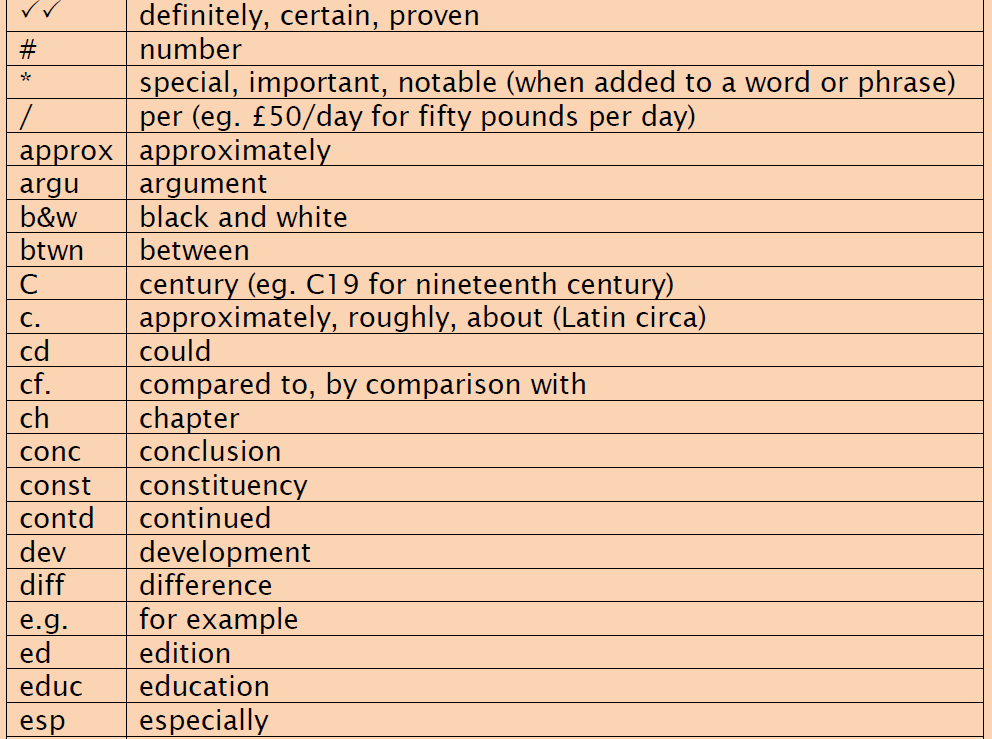 ✓✓ definitely, certain, proven
# number
* special, important, notable (when added to a word or phrase)
/ per (eg. £50/day for fifty pounds per day)
approx approximately
argu argument
b&w black and white
btwn between
C century (eg. C19 for nineteenth century)
c. approximately, roughly, about (Latin circa)
cd could
cf. compared to, by comparison with
ch chapter
conc conclusion
const constituency
contd continued
dev development
diff difference
e.g. for example
ed edition
educ education
esp especially